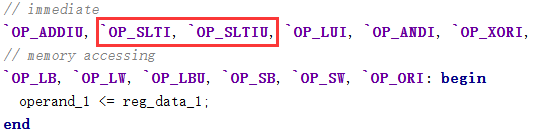 // immediate
`OP_ADDIU, `OP_SLTI, `OP_SLTIU, `OP_LUI, `OP_ANDI, `OP_XORI,
// memory accessing
`OP_LB, `OP_LW, `OP_LBU, `OP_SB, `OP_SW, `OP_ORI: begin
operand_1 <= reg_data_1;
end